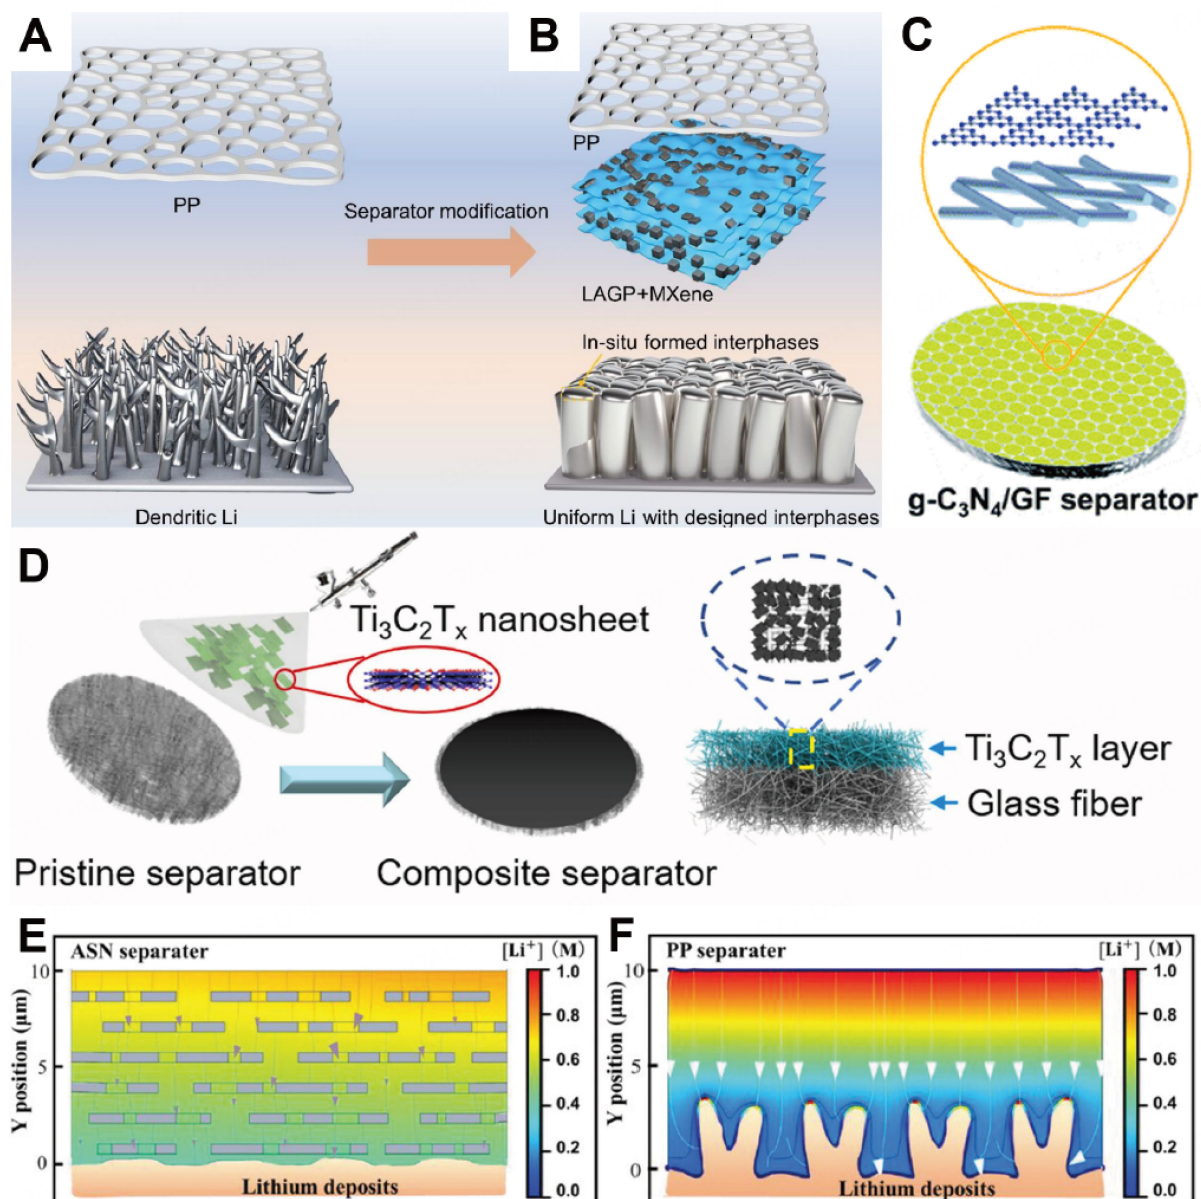 A
B
C
PP
PP
Separator modification
LAGP+MXene
In-situ formed interphases
Dendritic Li
Uniform Li with designed interphases
g-C₃N₄/GF separator
D
Ti₃C₂Tₓ nanosheet
Ti₃C₂Tₓ layer
Glass fiber
Pristine separator
Composite separator
E
ASN separater
[Li⁺] (M)
10
5
0
Y position (μm)
1.0
0.8
0.6
0.4
0.2
0.0
Lithium deposits
F
PP separater
[Li⁺] (M)
10
5
0
Y position (μm)
1.0
0.8
0.6
0.4
0.2
0.0
Lithium deposits